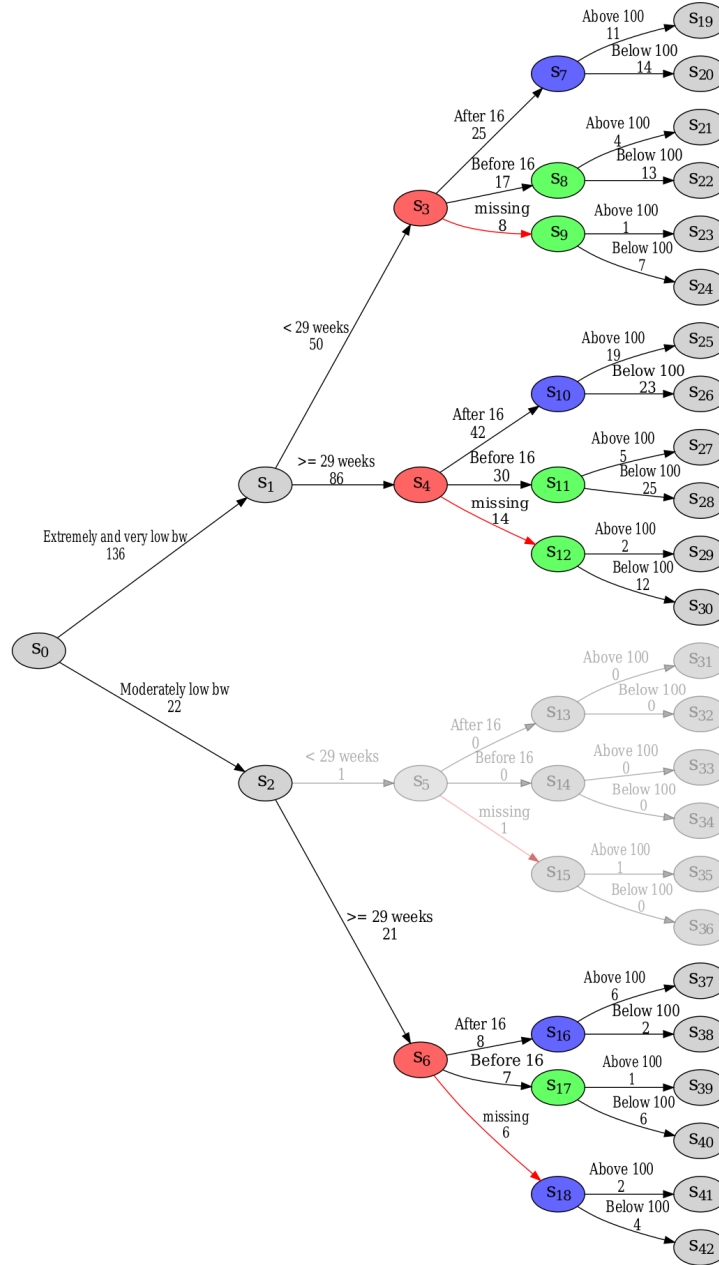 Above 100
11
S19
S7
Below 100
14
S20
After 16
25
Above 100
4
S21
Before 16
17
S8
Below 100
13
S22
S3
missing
8
S9
Above 100
1
S23
Below 100
7
S24
< 29 weeks
50
Above 100
19
S25
S10
Below 100
23
S26
After 16
42
Above 100
5
S27
S1
>= 29 weeks
86
S4
Before 16
30
S11
Below 100
25
S28
missing
14
S12
Above 100
2
S29
Below 100
12
S30
Extremely and very low bw
136
S0
Moderately low bw
22
Above 100
0
S31
S13
Below 100
0
S32
After 16
0
S2
< 29 weeks
1
S5
Before 16
0
S14
Above 100
0
S33
Below 100
0
S34
missing
1
S15
Above 100
1
S35
Below 100
0
S36
>= 29 weeks
21
Above 100
6
S37
After 16
8
S16
Below 100
2
S38
S6
Before 16
7
S17
Above 100
1
S39
Below 100
6
S40
missing
6
S18
Above 100
2
S41
Below 100
4
S42